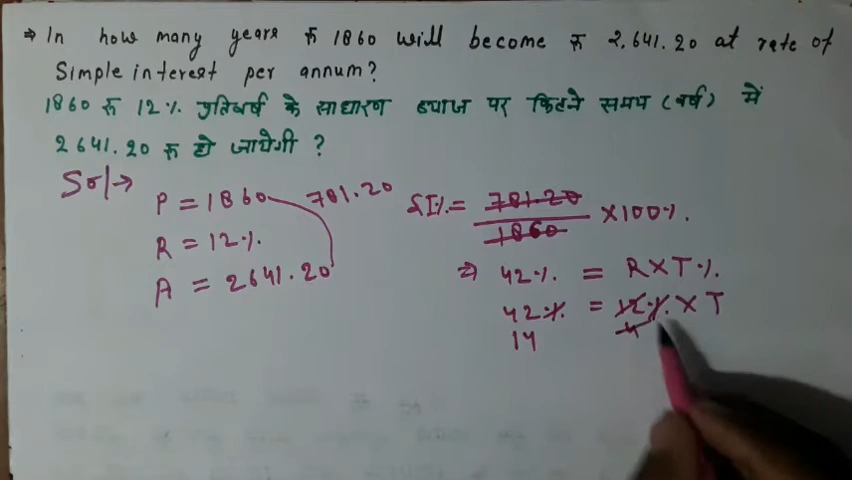 ⇒ In how many years रु 1860 will become रु 2,641.20 at rate of
Simple interest per annum?
1860 रु 12% प्रतिवर्ष के साधारण ब्याज पर कितने समय (वर्ष) में
2641.20 रु हो जायेगी ?
Sol→
P = 1860
781.20
R = 12%
A = 2641.20
SI% = 781.20/1860 × 100%
⇒ 42% = R×T%
42% = 12% × T
14 4